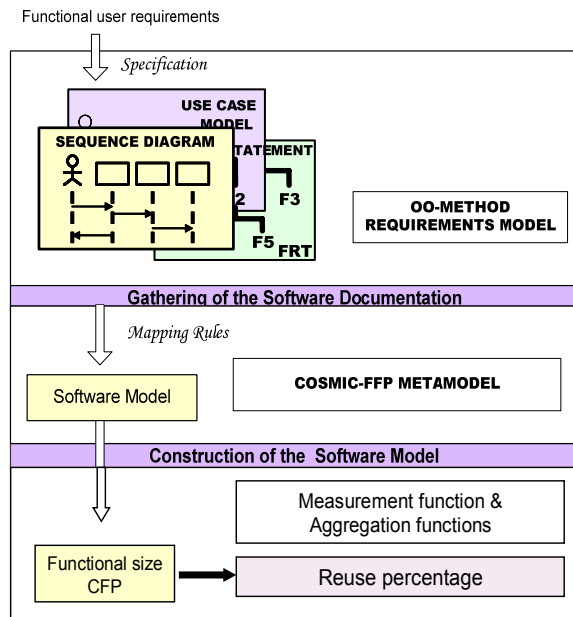 Functional user requirements
Specification
USE CASE
MODEL
SEQUENCE DIAGRAM
TATEMENT
2
F3
F5
FRT
OO-METHOD
REQUIREMENTS MODEL
Gathering of the Software Documentation
Mapping Rules
Software Model
COSMIC-FFP METAMODEL
Construction of the Software Model
Measurement function &
Aggregation functions
Functional size
CFP
Reuse percentage